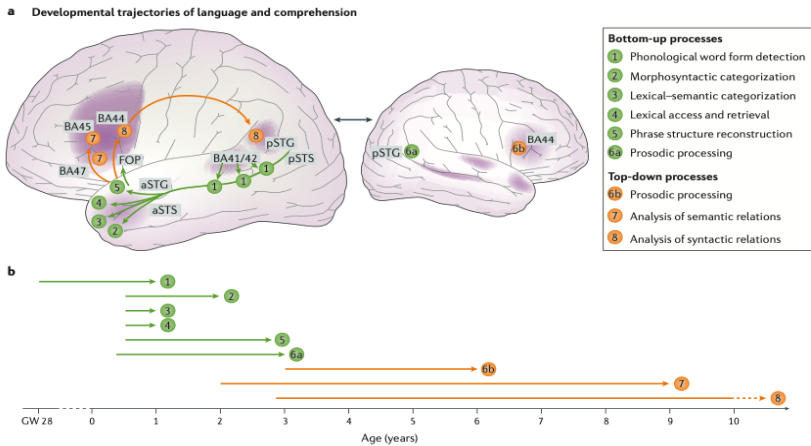 a Developmental trajectories of language and comprehension
BA45
BA44
7
8
7
BA47
FOP
5
aSTG
4
aSTS
3
2
8
pSTG
BA41/42
pSTS
1
1
1
pSTG
6a
BA44
6b
Bottom-up processes
1 Phonological word form detection
2 Morphosyntactic categorization
3 Lexical–semantic categorization
4 Lexical access and retrieval
5 Phrase structure reconstruction
6a Prosodic processing
Top-down processes
6b Prosodic processing
7 Analysis of semantic relations
8 Analysis of syntactic relations
b
1
2
3
4
5
6a
6b
7
8
GW 28 0 1 2 3 4 5 6 7 8 9 10
Age (years)